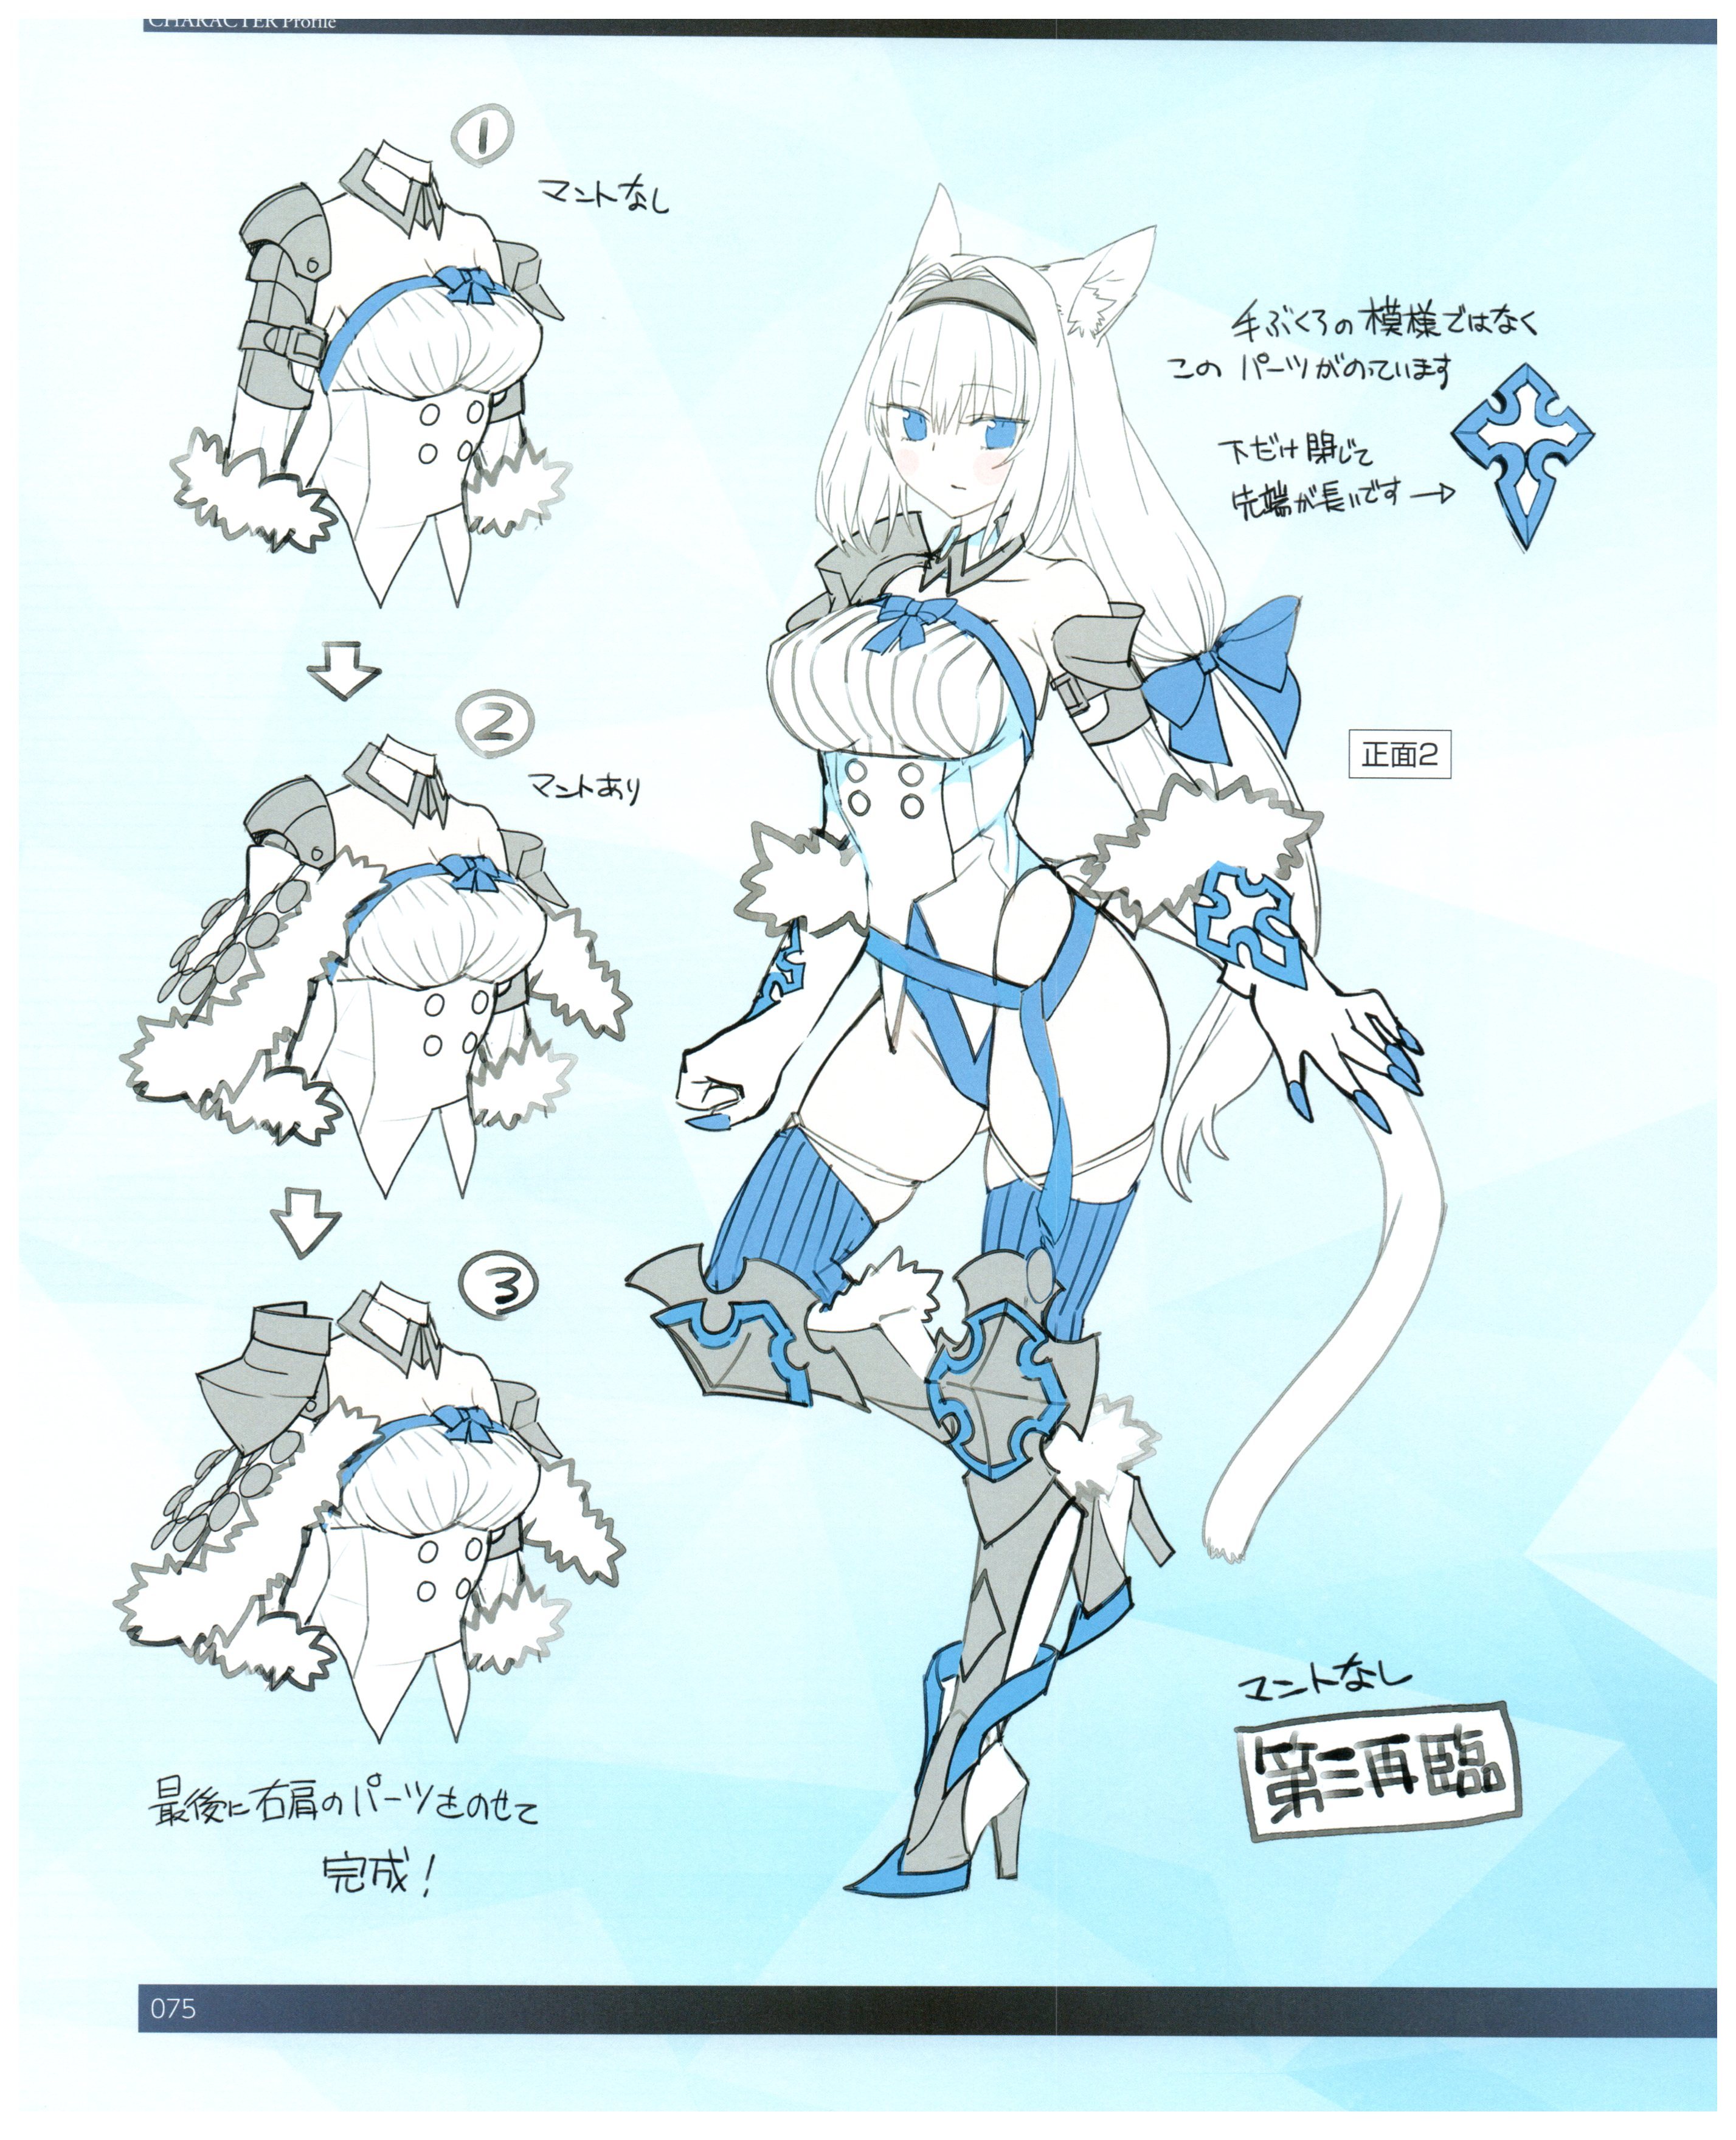 CHARACTER Profile
①
マントなし
②
マントあり
③
最後に右肩のパーツをのせて
完成!
手ぶくろの模様ではなく
この パーツがのっています
下だけ閉じて
先端が長いです→
正面2
マントなし
第三再臨
075